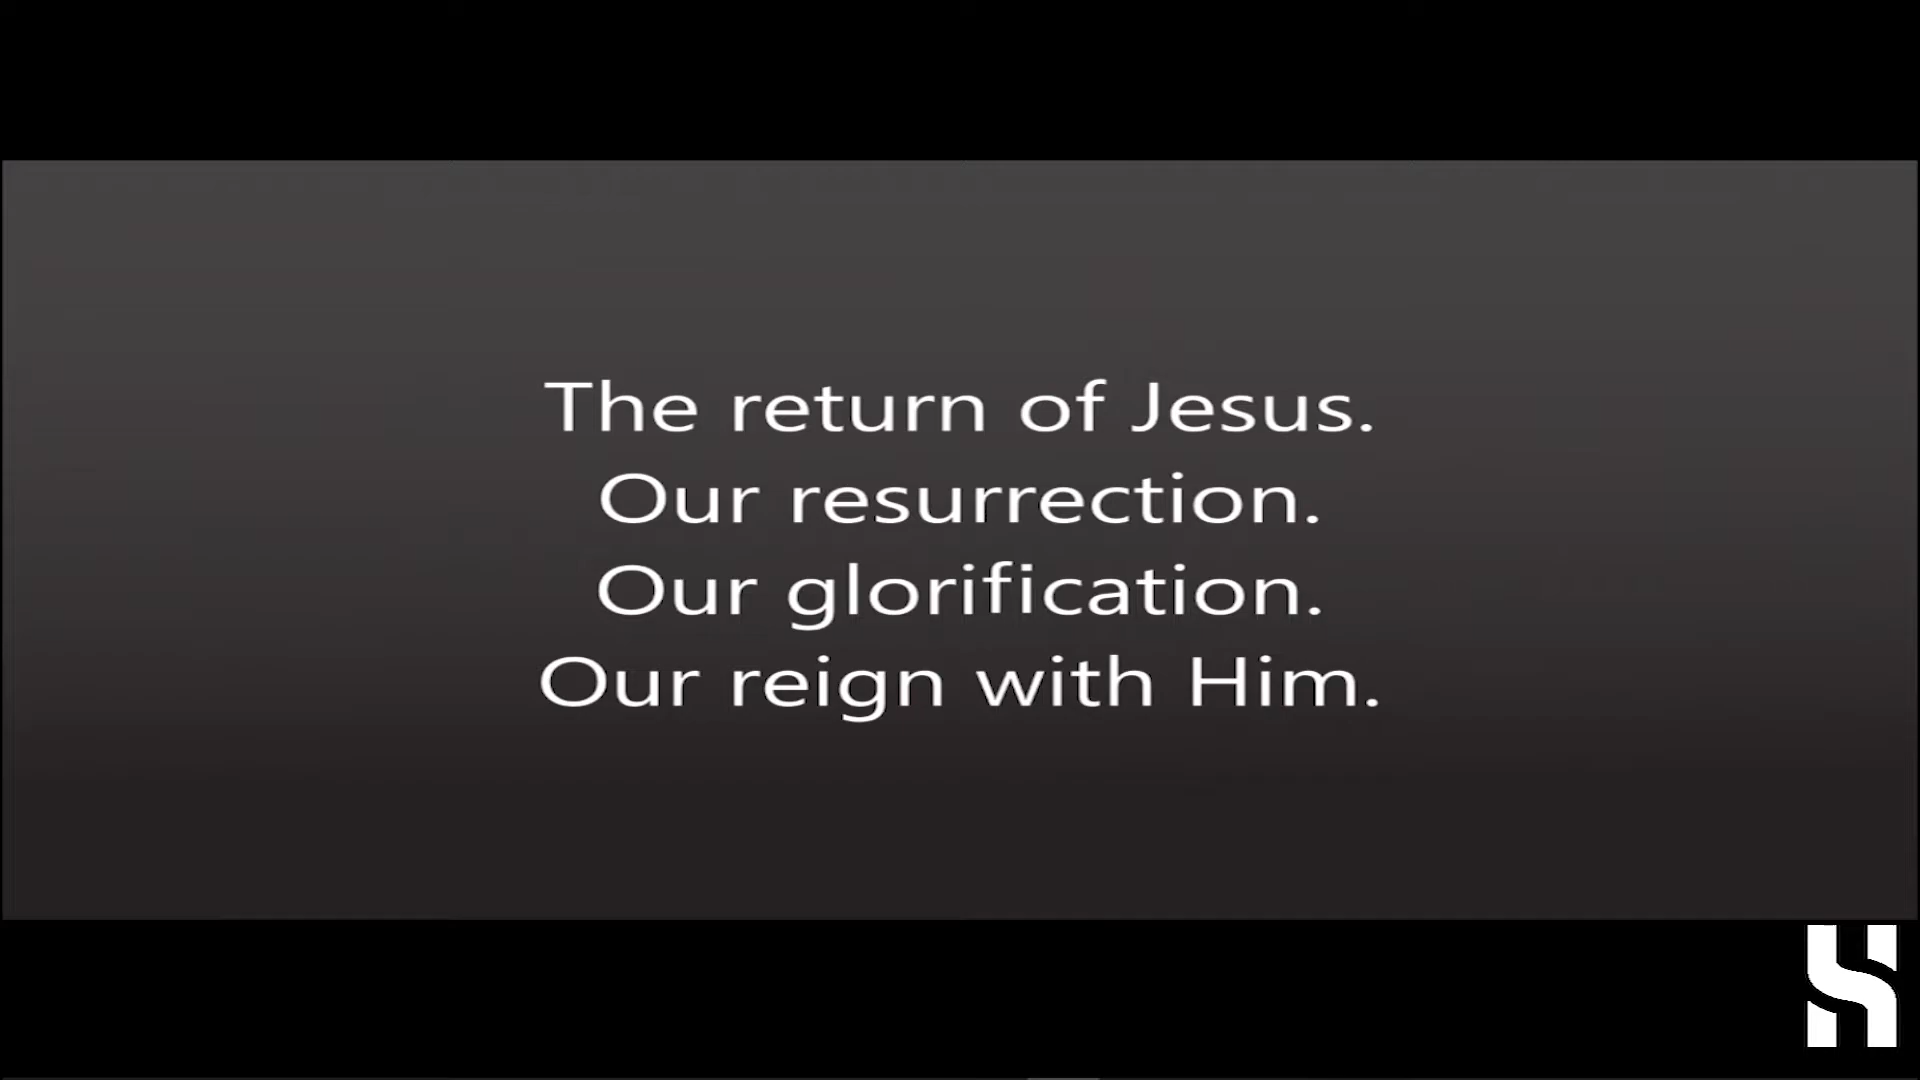 The return of Jesus.
Our resurrection.
Our glorification.
Our reign with Him.